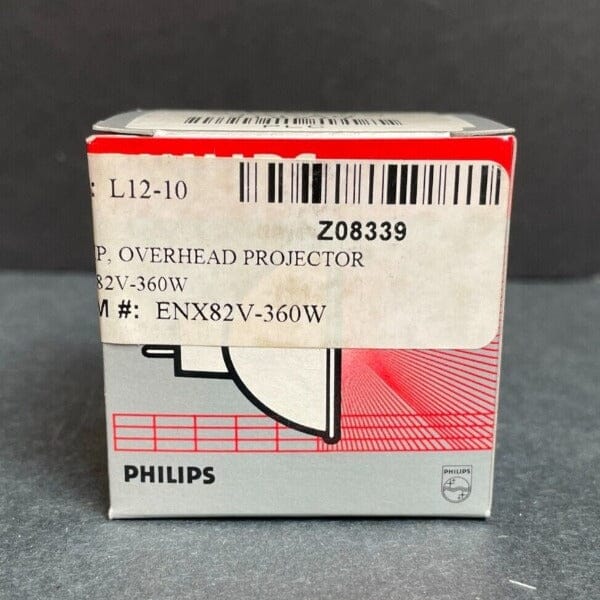 : L12-10
Z08339
P, OVERHEAD PROJECTOR
82V-360W
M #: ENX82V-360W
PHILIPS
PHILIPS